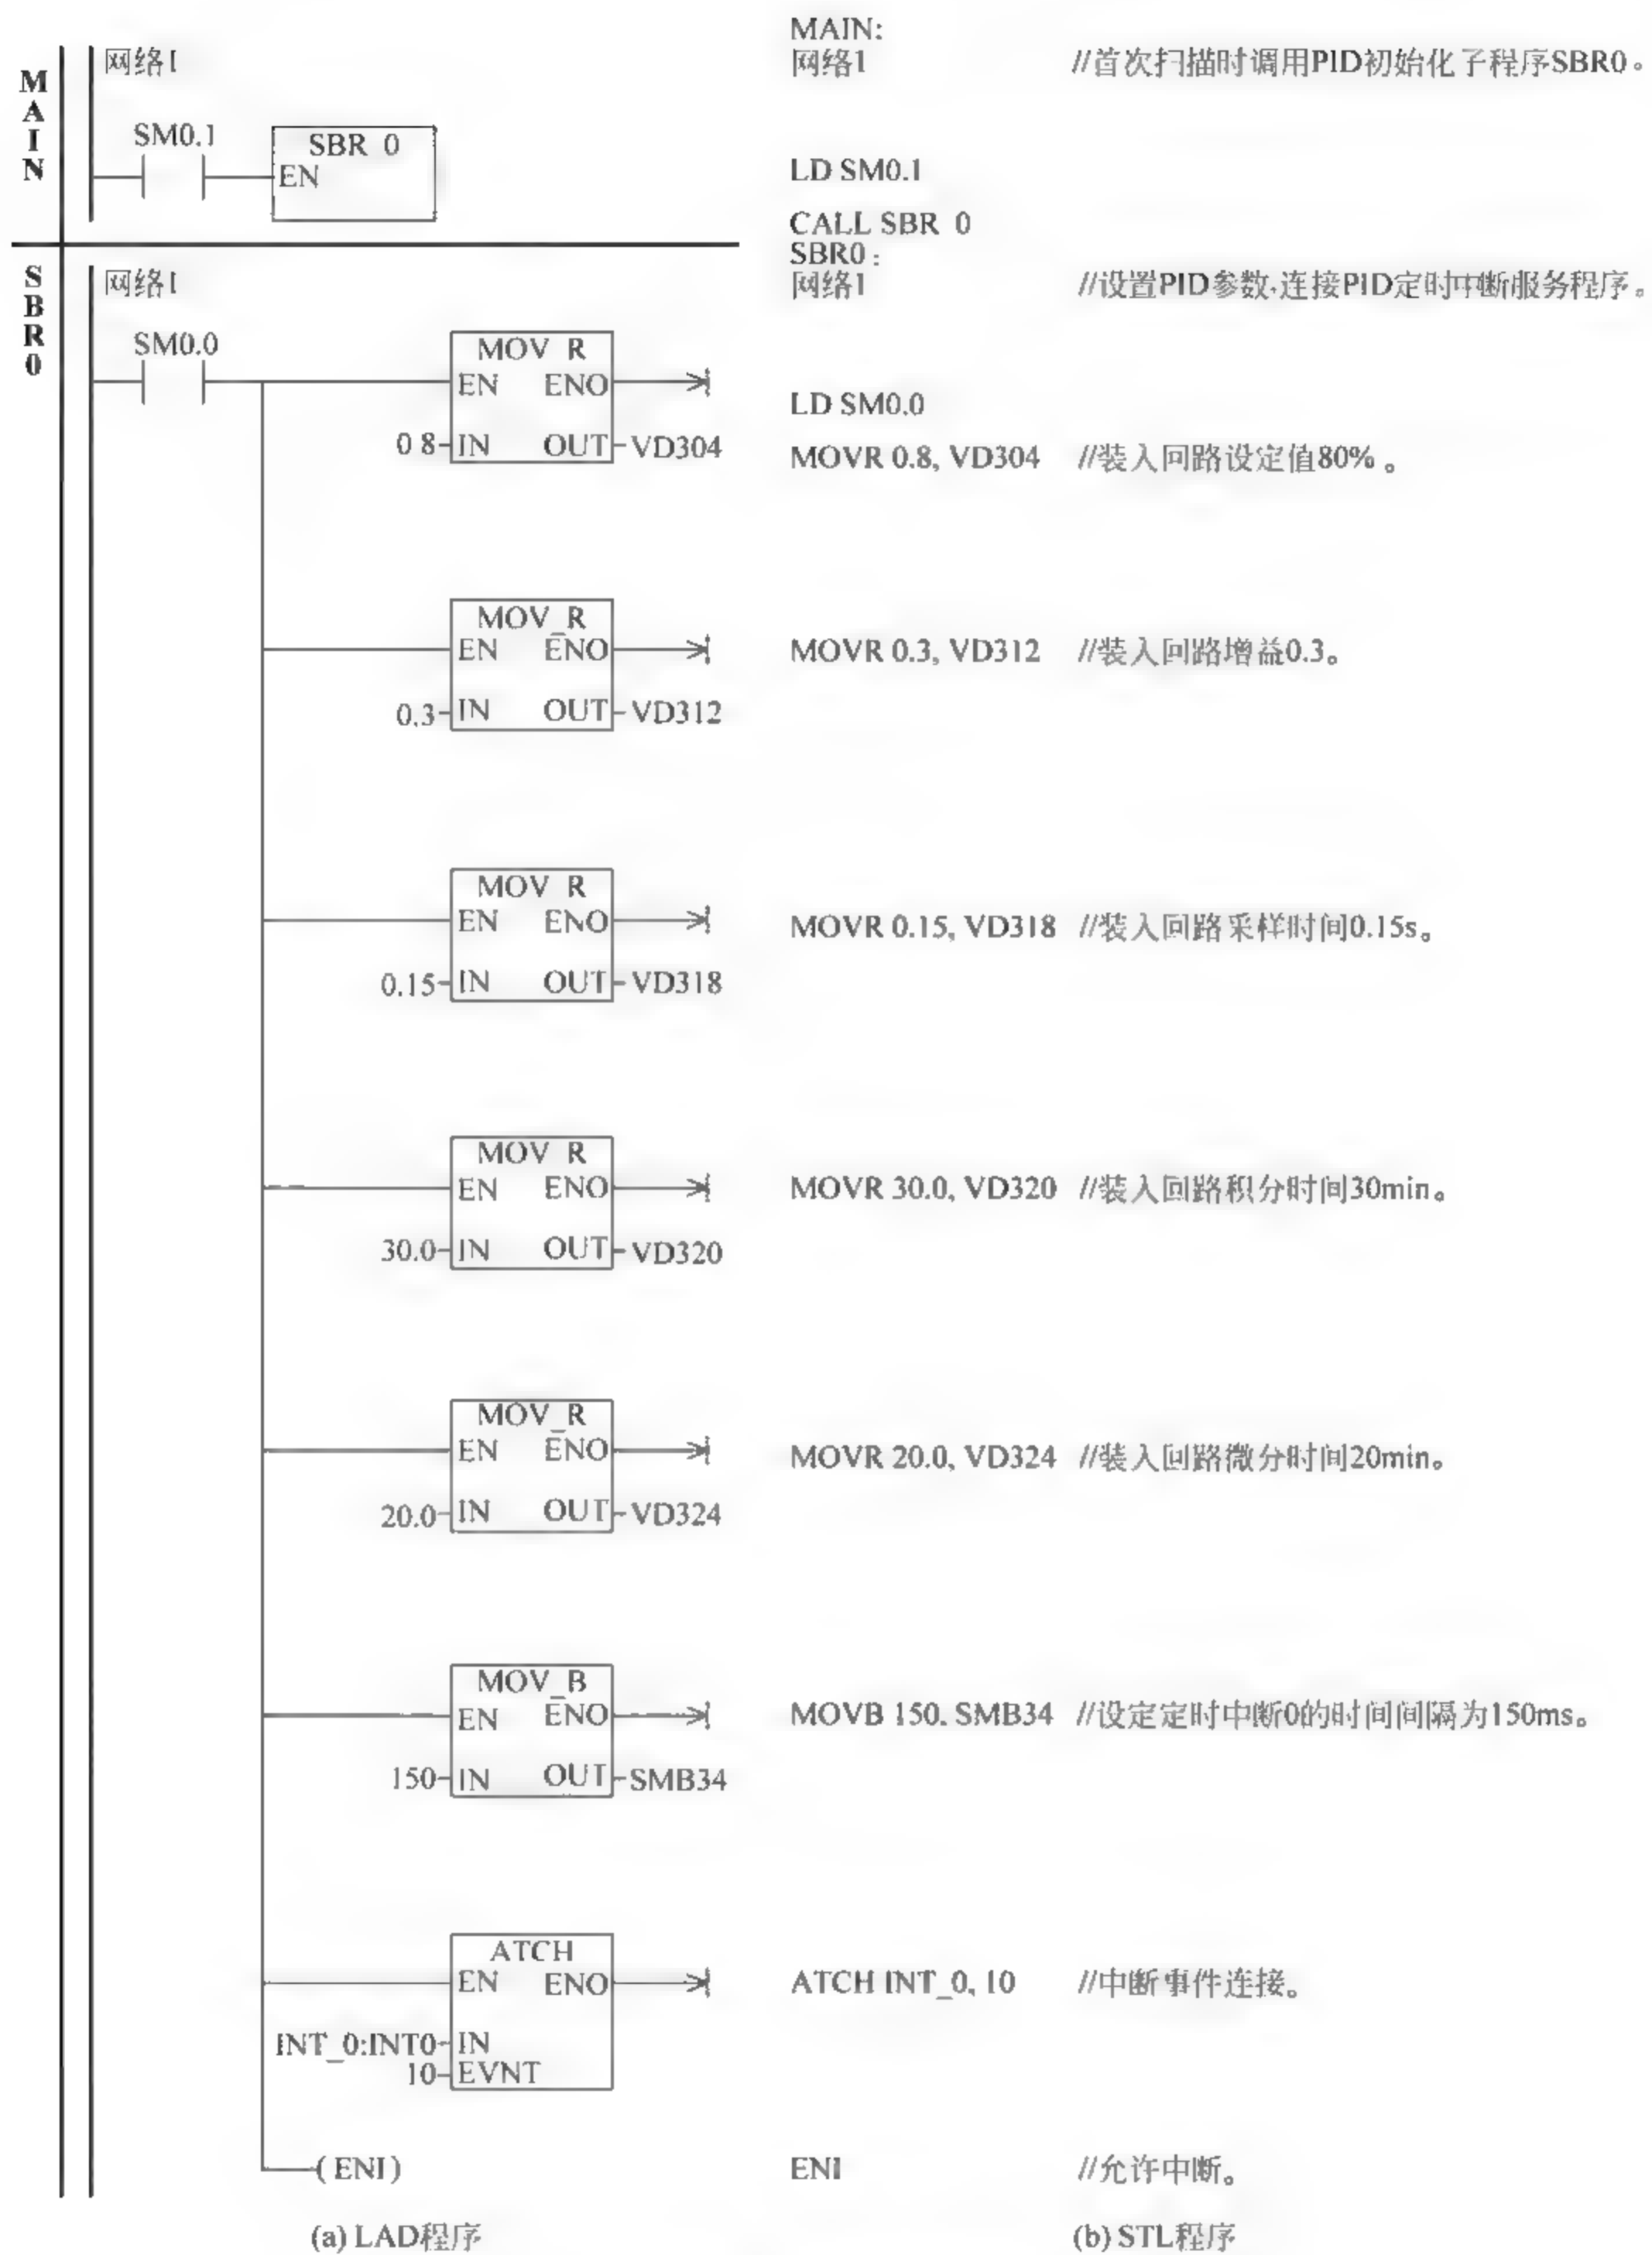 MAIN
网络1
SM0.1
SBR 0
EN
MAIN:
网络1 //首次扫描时调用PID初始化子程序SBR0。
LD SM0.1
CALL SBR 0
SBR0
网络1
SM0.0
MOV R
EN ENO
0 8 IN OUT VD304
SBR0:
网络1 //设置PID参数,连接PID定时中断服务程序。
LD SM0.0
MOVR 0.8, VD304 //装入回路设定值80%。
MOV_R
EN ENO
0.3 IN OUT VD312
MOVR 0.3, VD312 //装入回路增益0.3。
MOV R
EN ENO
0.15 IN OUT VD318
MOVR 0.15, VD318 //装入回路采样时间0.15s。
MOV R
EN ENO
30.0 IN OUT VD320
MOVR 30.0, VD320 //装入回路积分时间30min。
MOV_R
EN ENO
20.0 IN OUT VD324
MOVR 20.0, VD324 //装入回路微分时间20min。
MOV_B
EN ENO
150 IN OUT SMB34
MOVB 150. SMB34 //设定定时中断0的时间间隔为150ms。
ATCH
EN ENO
INT_0:INT0 IN
10 EVNT
ATCH INT_0, 10 //中断事件连接。
(ENI)
ENI //允许中断。
(a) LAD程序
(b) STL程序